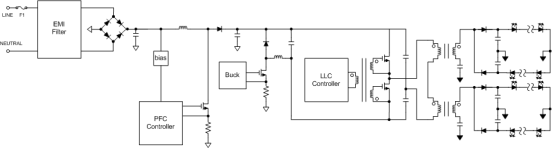 LINE F1
EMI
Filter
NEUTRAL
bias
PFC
Controller
Buck
LLC
Controller